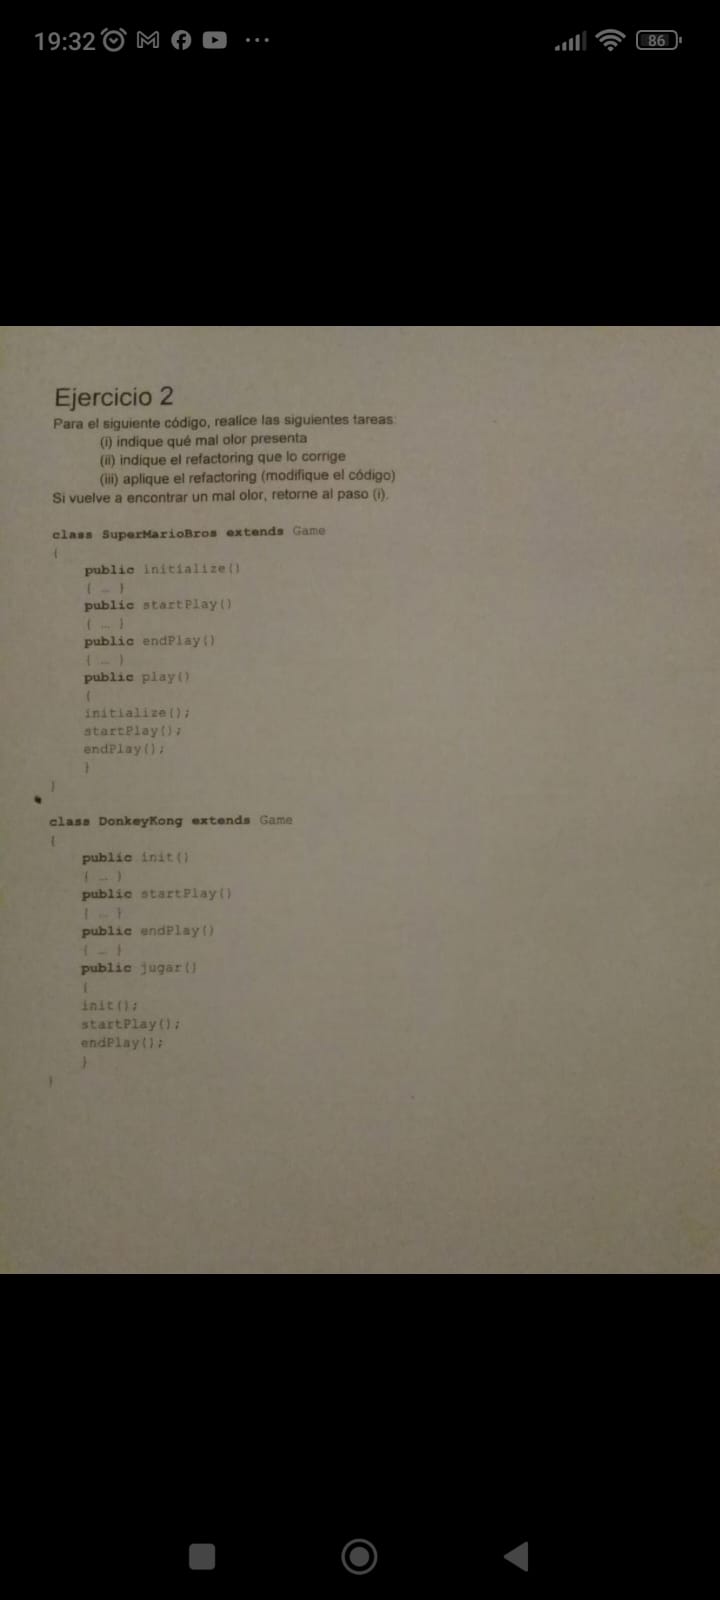 19:32
86
Ejercicio 2
Para el siguiente código, realice las siguientes tareas:
(i) indique qué mal olor presenta
(ii) indique el refactoring que lo corrige
(iii) aplique el refactoring (modifique el código)
Si vuelve a encontrar un mal olor, retorne al paso (i).
class SuperMarioBros extends Game
{
public initialize()
{ … }
public startPlay()
{ … }
public endPlay()
{ … }
public play()
{
initialize();
startPlay();
endPlay();
}
}
class DonkeyKong extends Game
{
public init()
{ … }
public startPlay()
{ … }
public endPlay()
{ … }
public jugar()
{
init();
startPlay();
endPlay();
}
}